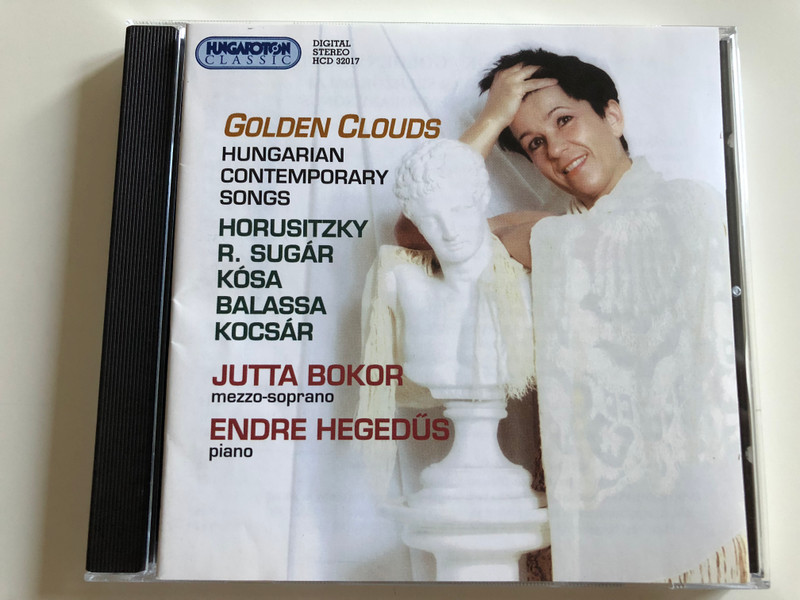 HUNGAROTON
CLASSIC
DIGITAL
STEREO
HCD 32017
GOLDEN CLOUDS
HUNGARIAN
CONTEMPORARY
SONGS
HORUSITZKY
R. SUGÁR
KÓSA
BALASSA
KOCSÁR
JUTTA BOKOR
mezzo-soprano
ENDRE HEGEDŰS
piano